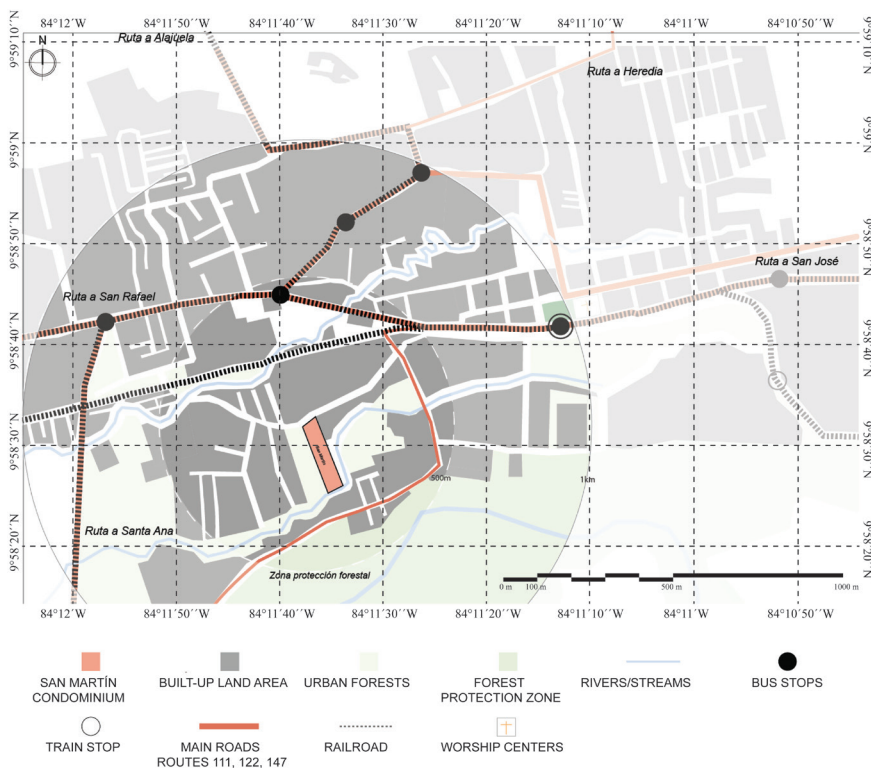 84°12´´W 84°11´50´´W 84°11´40´´W 84°11´30´´W 84°11´20´´W 84°11´10´´W 84°10´50´´W
9°59´10´´N
9°59´10´´N
Ruta a Alajuela
N
Ruta a Heredia
9°59´´N
9°59´´N
9°58´50´´N
9°58´50´´N
Ruta a San José
Ruta a San Rafael
9°58´40´´N
9°58´40´´N
9°58´30´´N
9°58´30´´N
500m
1km
Ruta a Santa Ana
9°58´20´´N
9°58´20´´N
Zóna protección forestal
0 m 100 m 500 m 1000 m
84°12´´W 84°11´50´´W 84°11´40´´W 84°11´30´´W 84°11´20´´W 84°11´10´´W 84°10´50´´W
SAN MARTÍN
CONDOMINIUM
BUILT-UP LAND AREA
URBAN FORESTS
FOREST
PROTECTION ZONE
RIVERS/STREAMS
BUS STOPS
TRAIN STOP
MAIN ROADS
ROUTES 111, 122, 147
RAILROAD
WORSHIP CENTERS